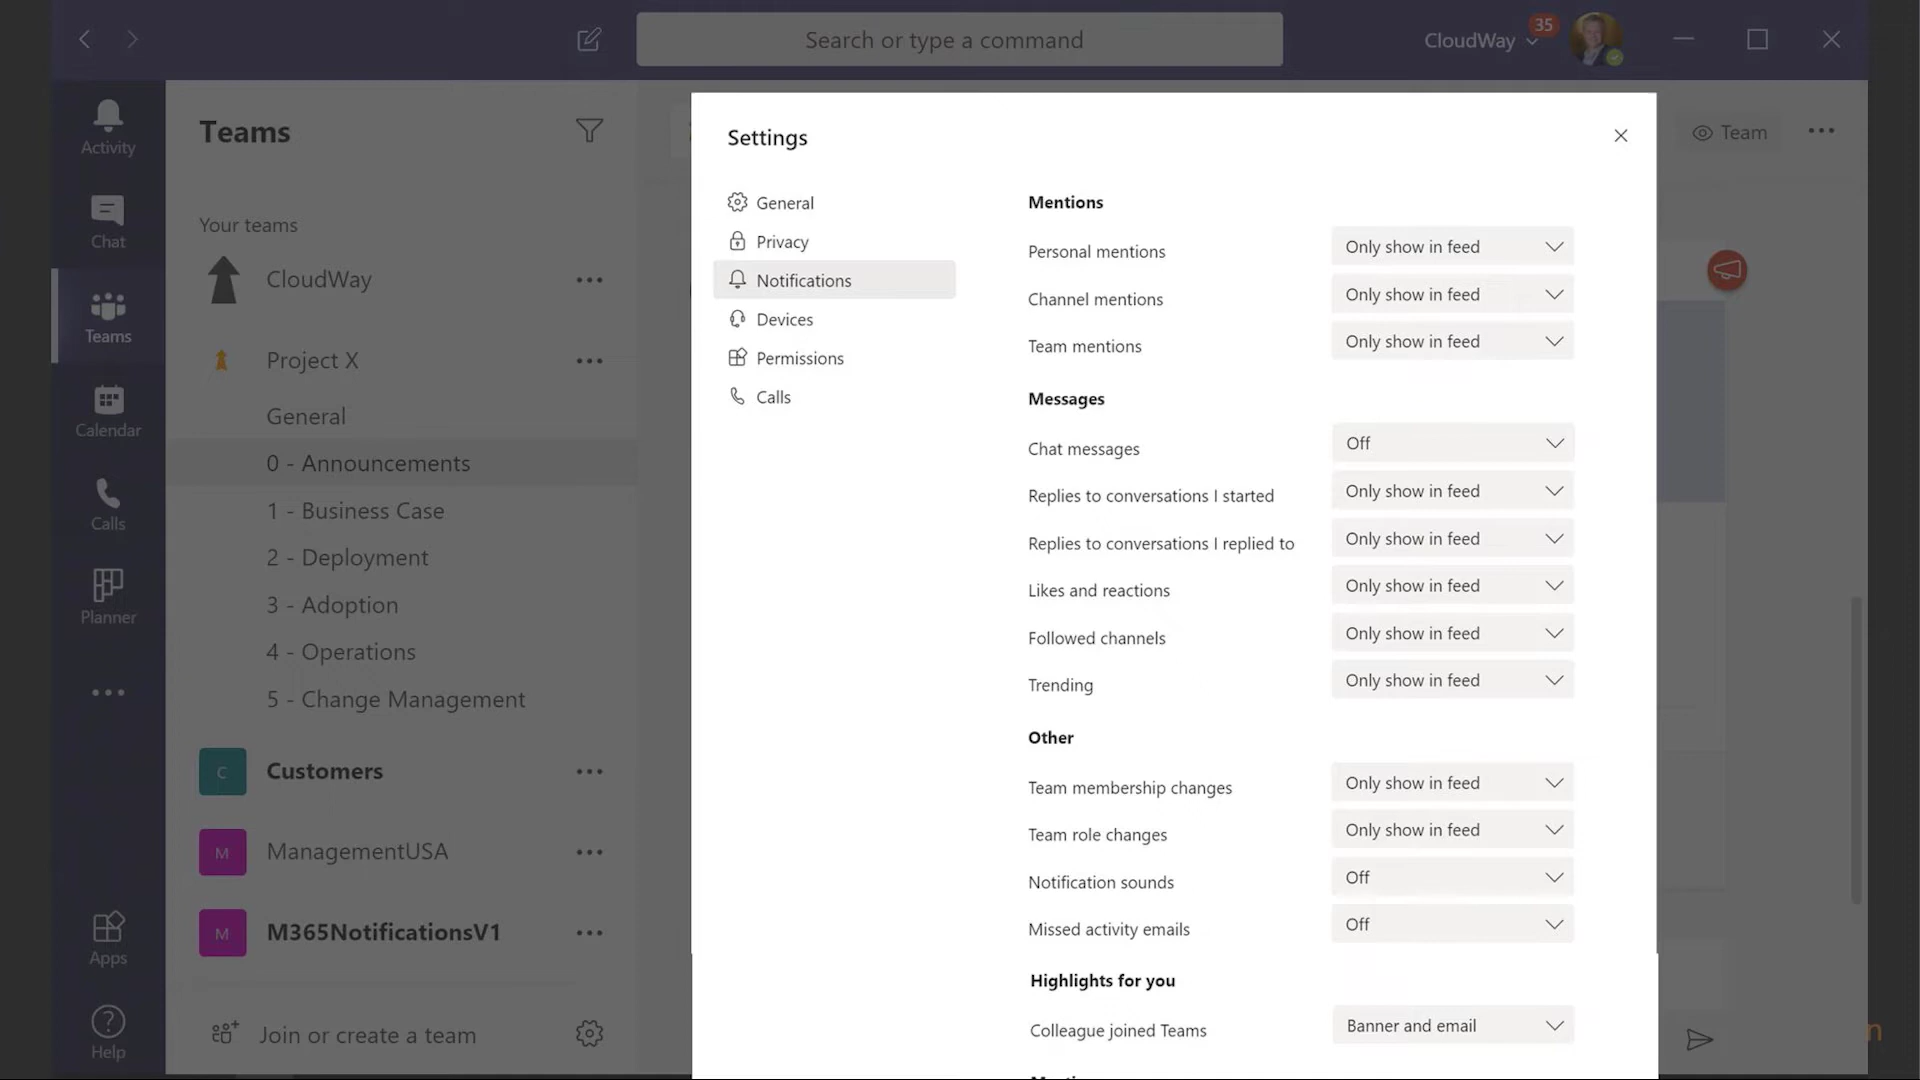 Search or type a command
CloudWay
35
Activity
Chat
Teams
Calendar
Calls
Planner
Apps
Help
Teams
Your teams
CloudWay
Project X
General
0 - Announcements
1 - Business Case
2 - Deployment
3 - Adoption
4 - Operations
5 - Change Management
C Customers
M ManagementUSA
M M365NotificationsV1
Join or create a team
Team
Settings
General
Privacy
Notifications
Devices
Permissions
Calls
Mentions
Personal mentions Only show in feed
Channel mentions Only show in feed
Team mentions Only show in feed
Messages
Chat messages Off
Replies to conversations I started Only show in feed
Replies to conversations I replied to Only show in feed
Likes and reactions Only show in feed
Followed channels Only show in feed
Trending Only show in feed
Other
Team membership changes Only show in feed
Team role changes Only show in feed
Notification sounds Off
Missed activity emails Off
Highlights for you
Colleague joined Teams Banner and email